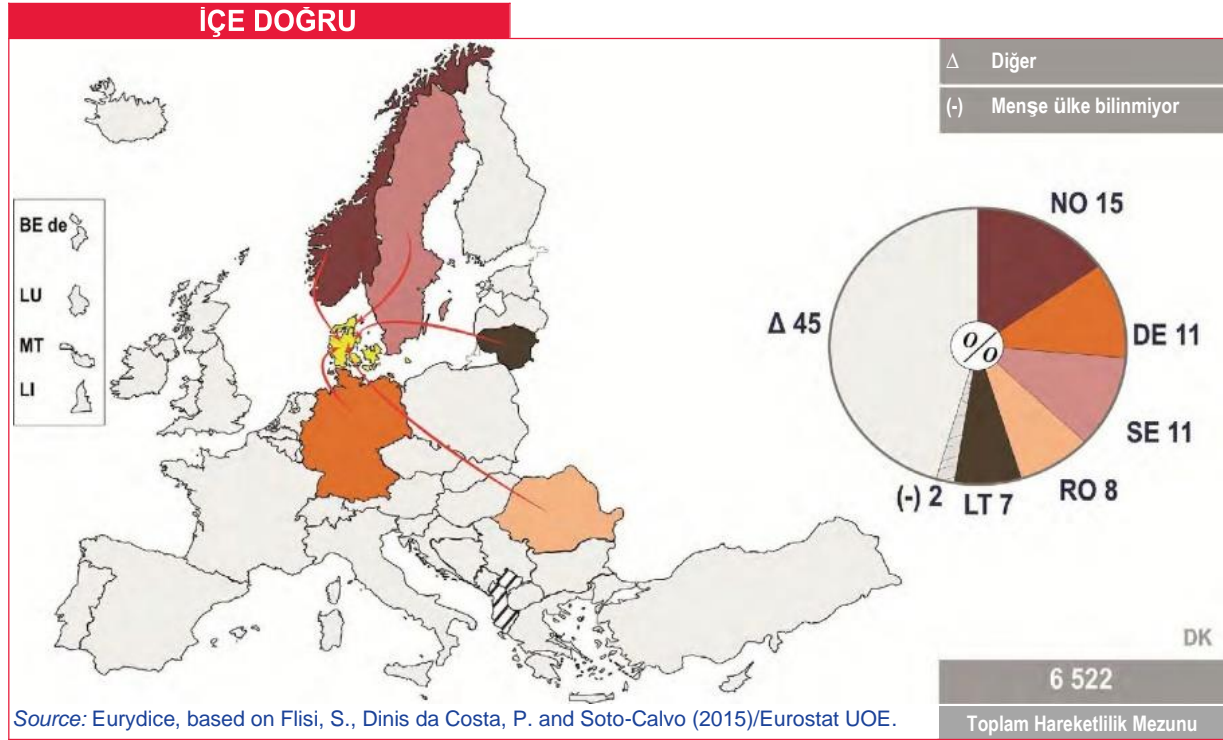 İÇE DOĞRU
Δ Diğer
(-) Menşe ülke bilinmiyor
BE de
LU
MT
LI
NO 15
DE 11
SE 11
RO 8
LT 7
(-) 2
Δ 45
%
DK
6 522
Toplam Hareketlilik Mezunu
Source: Eurydice, based on Flisi, S., Dinis da Costa, P. and Soto-Calvo (2015)/Eurostat UOE.